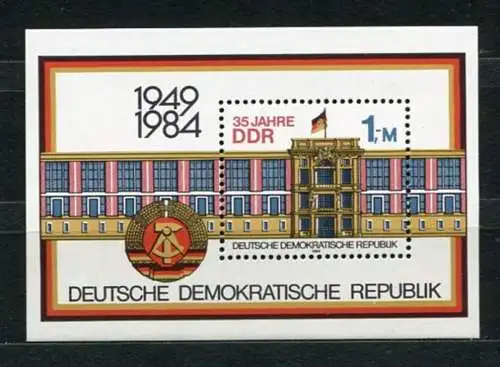 1949
1984
35 JAHRE
DDR
1,-M
DEUTSCHE DEMOKRATISCHE REPUBLIK
DEUTSCHE DEMOKRATISCHE REPUBLIK